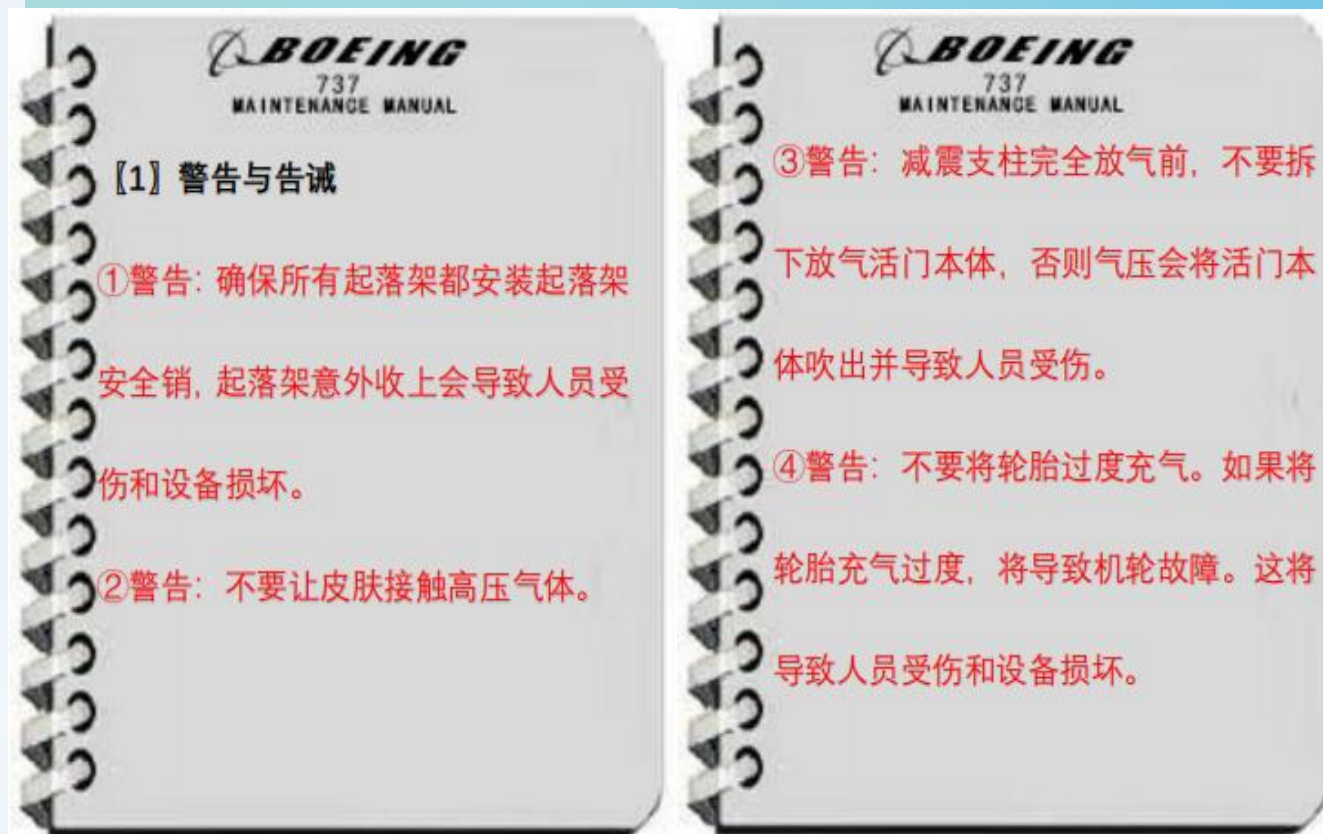 BOEING
737
MAINTENANCE MANUAL
〖1〗警告与告诫
①警告：确保所有起落架都安装起落架
安全销，起落架意外收上会导致人员受
伤和设备损坏。
②警告：不要让皮肤接触高压气体。
BOEING
737
MAINTENANCE MANUAL
③警告：减震支柱完全放气前，不要拆
下放气活门本体，否则气压会将活门本
体吹出并导致人员受伤。
④警告：不要将轮胎过度充气。如果将
轮胎充气过度，将导致机轮故障。这将
导致人员受伤和设备损坏。